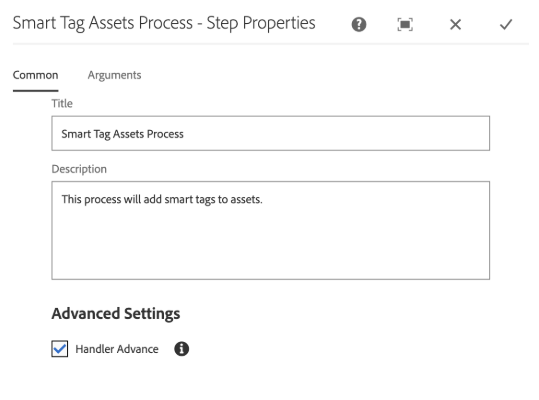 Smart Tag Assets Process - Step Properties
Common Arguments
Title
Smart Tag Assets Process
Description
This process will add smart tags to assets.
Advanced Settings
Handler Advance